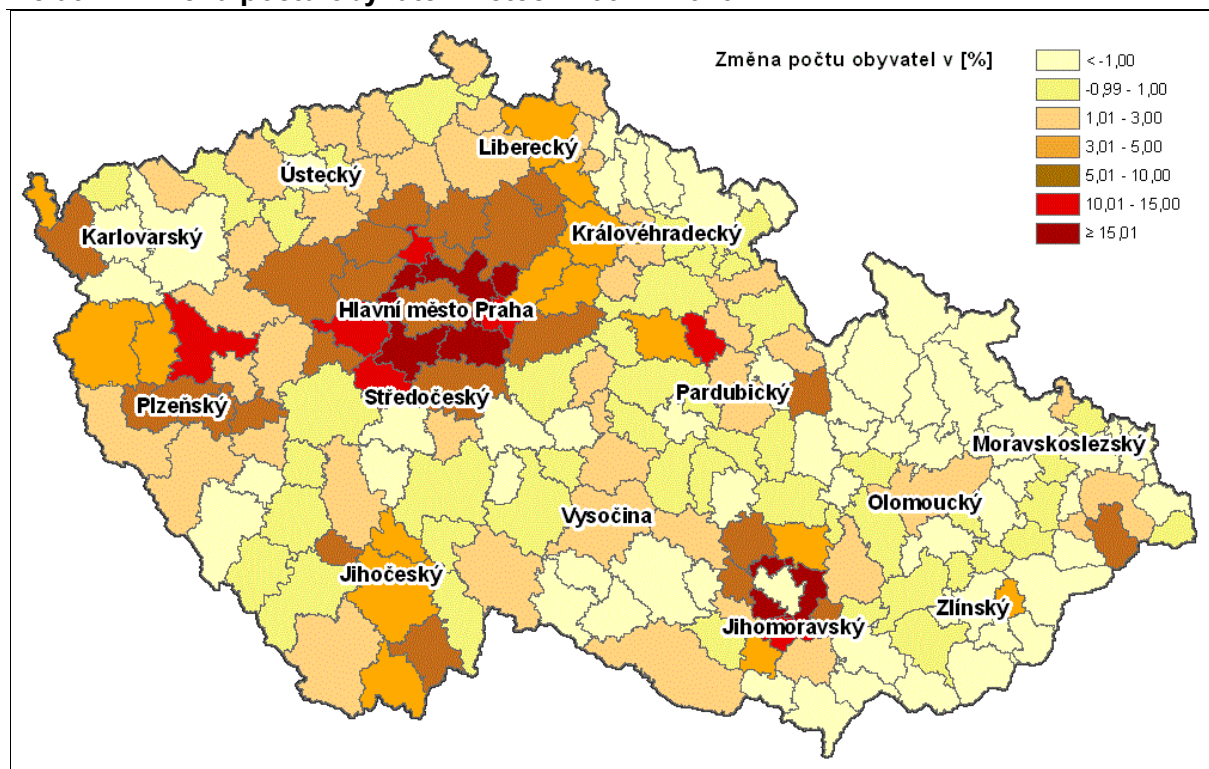 Změna počtu obyvatel v [%]
< -1,00
-0,99 - 1,00
1,01 - 3,00
3,01 - 5,00
5,01 - 10,00
10,01 - 15,00
≥ 15,01
Liberecký
Ústecký
Karlovarský
Královéhradecký
Hlavní město Praha
Plzeňský
Středočeský
Pardubický
Moravskoslezský
Olomoucký
Vysočina
Jihočeský
Zlínský
Jihomoravský